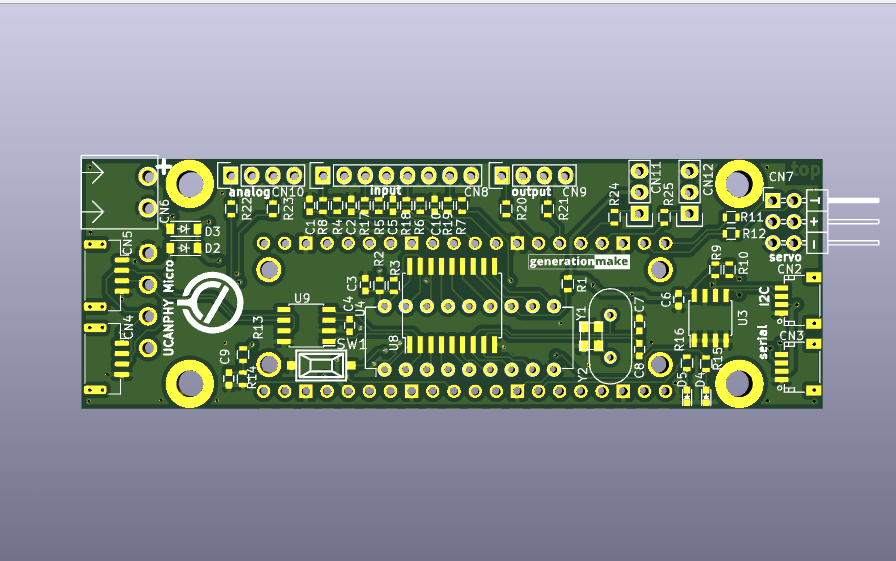 +
top
CN6
R22
analog
R23
CN10
input
CN8
R20
output
R21
CN9
R24
CN11
R25
CN12
CN7
R11
R12
+
servo
C1
R8
R4
C2
R17
R5
C5
R18
R6
C10
R19
R7
D3
D2
CN5
CN4
UCANPHY Micro
R2
R3
C3
C4
U4
generationmake
R1
R9
R10
CN2
I2C
CN3
serial
U9
R13
SW1
U8
Y1
Y2
C7
C8
C6
U3
R16
R15
C9
R14
D5
D4